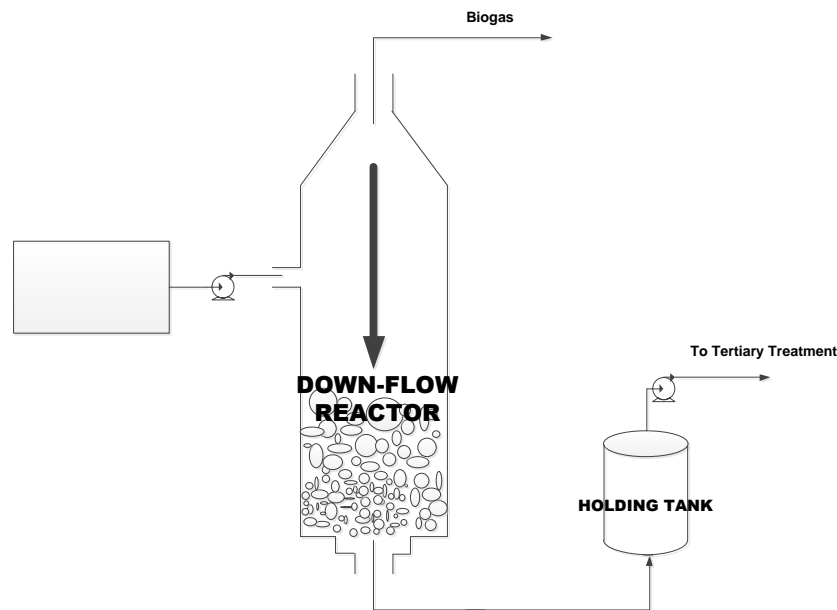 Biogas
To Tertiary Treatment
DOWN-FLOW
REACTOR
HOLDING TANK